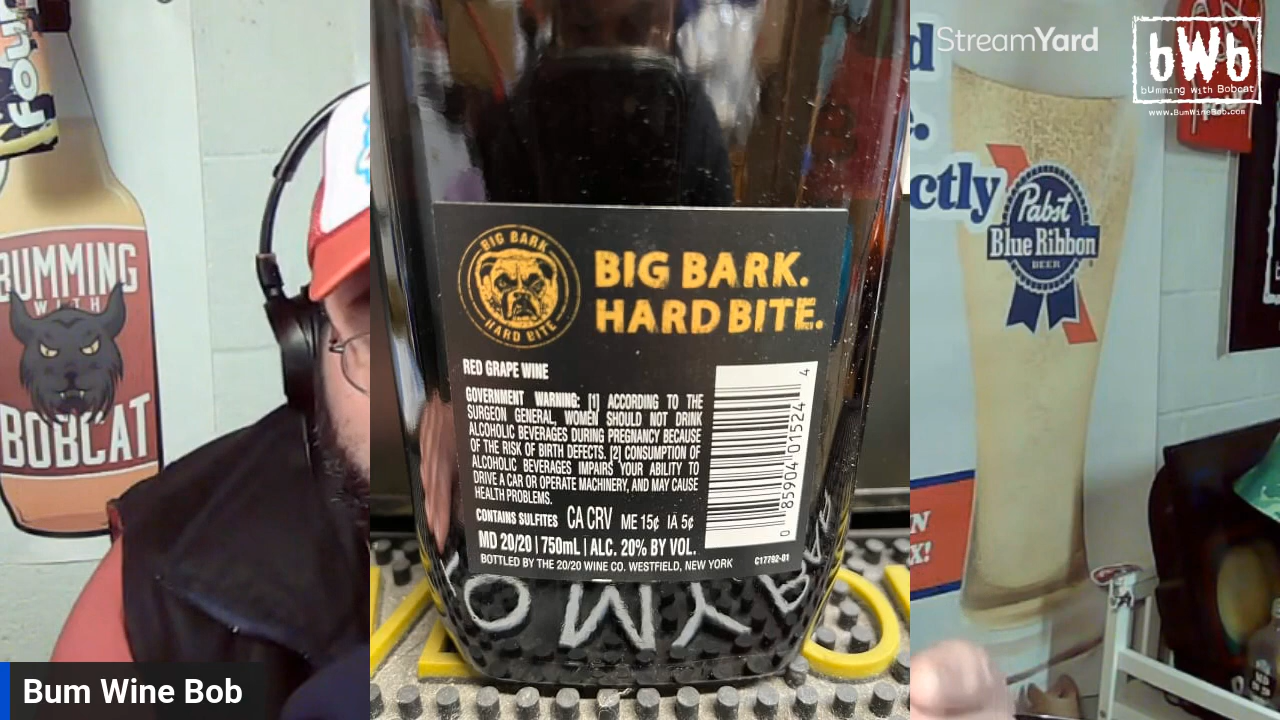 FOUR
BUMMING
WITH
BOBCAT
Bum Wine Bob
BIG BARK
HARD BITE
BIG BARK.
HARD BITE.
RED GRAPE WINE
GOVERNMENT WARNING: [1] ACCORDING TO THE
SURGEON GENERAL, WOMEN SHOULD NOT DRINK
ALCOHOLIC BEVERAGES DURING PREGNANCY BECAUSE
OF THE RISK OF BIRTH DEFECTS. [2] CONSUMPTION OF
ALCOHOLIC BEVERAGES IMPAIRS YOUR ABILITY TO
DRIVE A CAR OR OPERATE MACHINERY, AND MAY CAUSE
HEALTH PROBLEMS.
CONTAINS SULFITES CA CRV ME 15¢ IA 5¢
MD 20/20 | 750mL | ALC. 20% BY VOL.
BOTTLED BY THE 20/20 WINE CO. WESTFIELD, NEW YORK C17792-01
0 85904 01524 4
StreamYard
bWb
bUmming with Bobcat
www.BumWineBob.com
d
ctly
Pabst
Blue Ribbon
BEER
N
X!